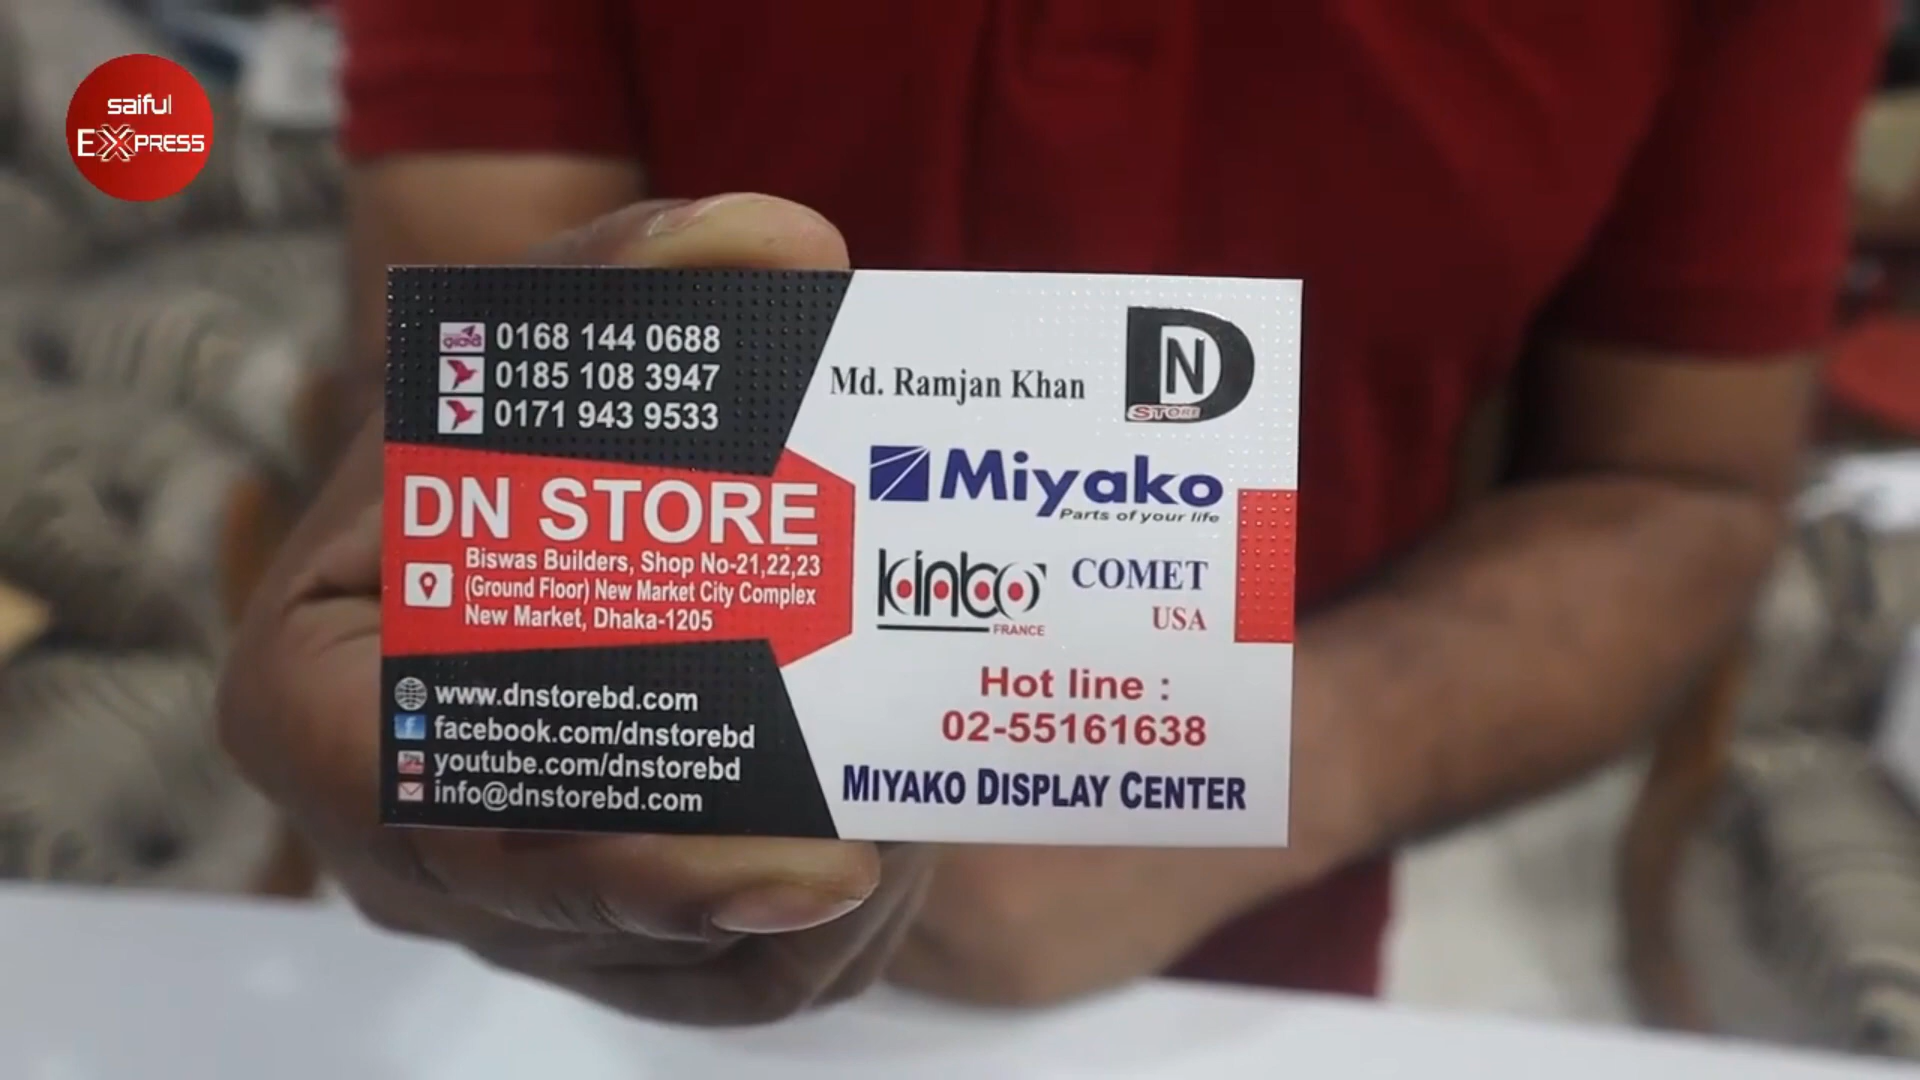 saiful
EXPRESS
0168 144 0688
0185 108 3947
0171 943 9533
DN STORE
Biswas Builders, Shop No-21,22,23
(Ground Floor) New Market City Complex
New Market, Dhaka-1205
www.dnstorebd.com
facebook.com/dnstorebd
youtube.com/dnstorebd
info@dnstorebd.com
Md. Ramjan Khan
DN
STORE
Miyako
Parts of your life
kinbo
FRANCE
COMET
USA
Hot line :
02-55161638
MIYAKO DISPLAY CENTER